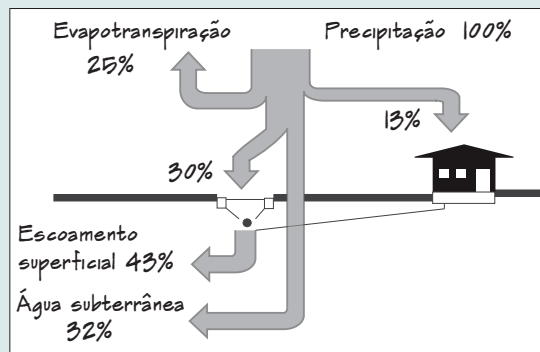 Evapotranspiração
25%
Precipitação 100%
13%
30%
Escoamento
superficial 43%
Água subterrânea
32%